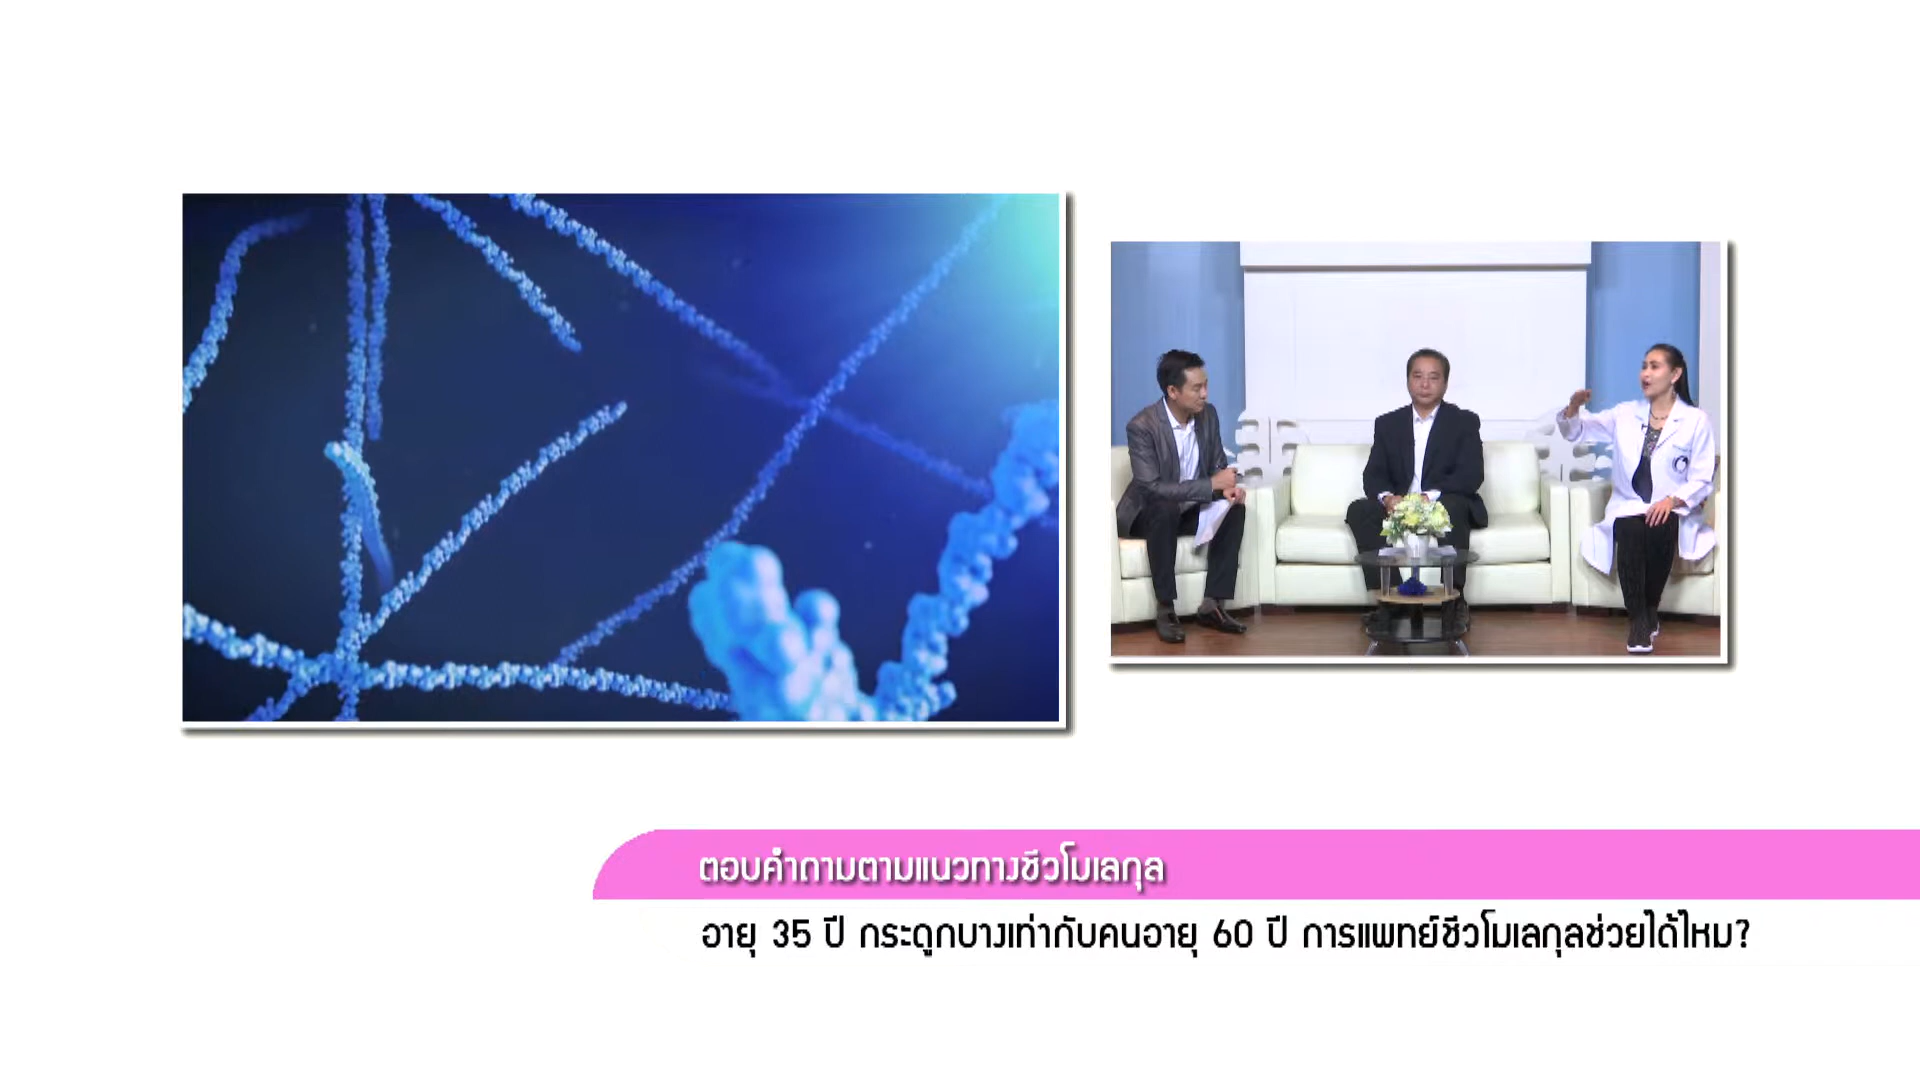 ตอบคำถามตามแนวทางชีวโมเลกุล
อายุ 35 ปี กระดูกบางเท่ากับคนอายุ 60 ปี การแพทย์ชีวโมเลกุลช่วยได้ไหม?